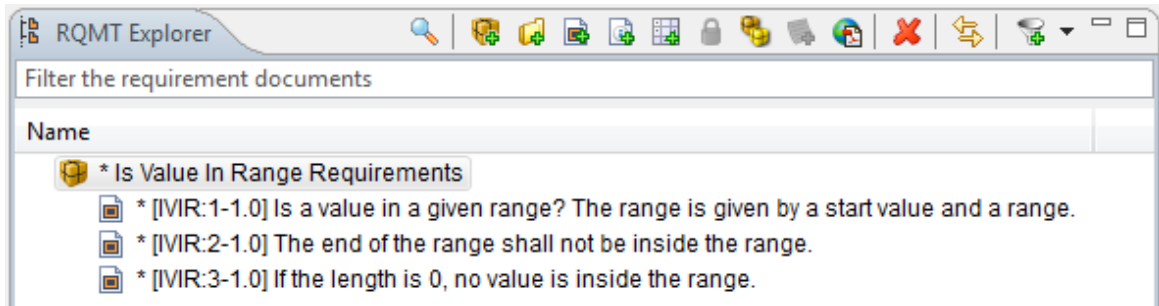 RQMT Explorer
Filter the requirement documents
Name
* Is Value In Range Requirements
* [IVIR:1-1.0] Is a value in a given range? The range is given by a start value and a range.
* [IVIR:2-1.0] The end of the range shall not be inside the range.
* [IVIR:3-1.0] If the length is 0, no value is inside the range.